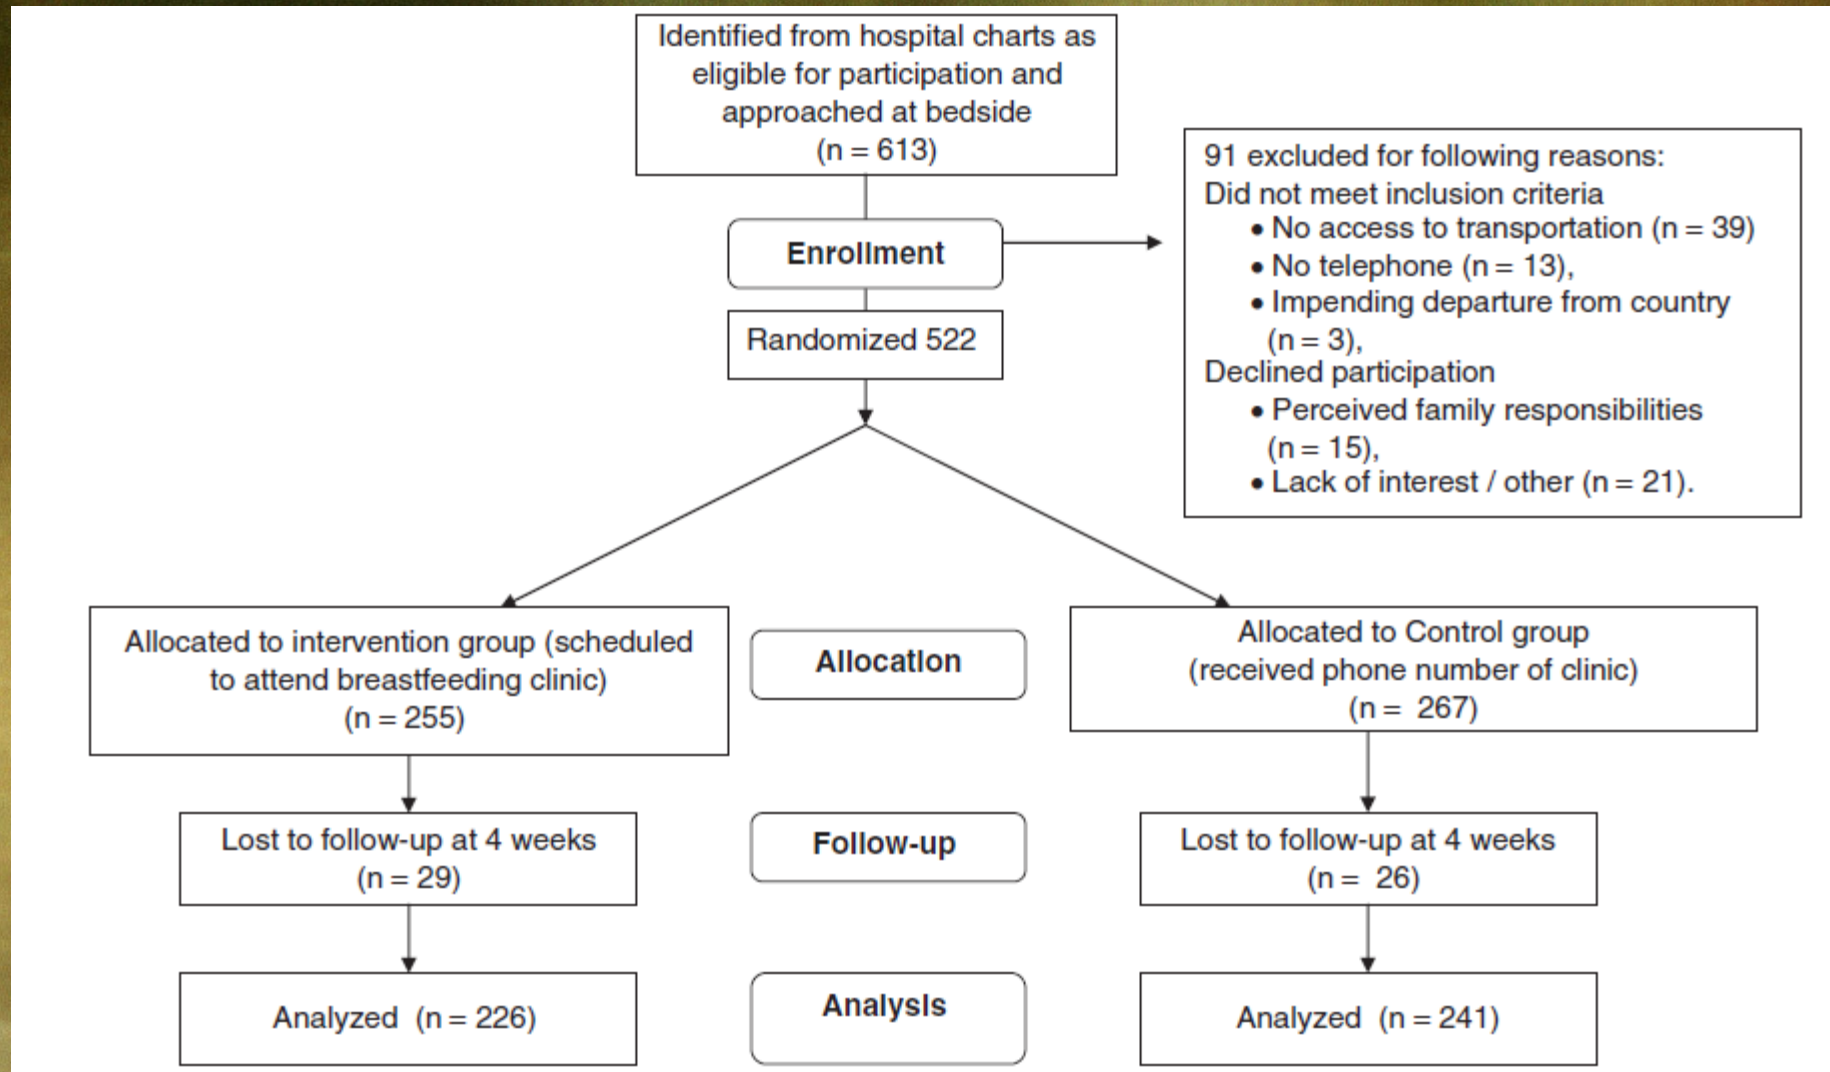 Identified from hospital charts as
eligible for participation and
approached at bedside
(n = 613)
91 excluded for following reasons:
Did not meet inclusion criteria
• No access to transportation (n = 39)
• No telephone (n = 13),
• Impending departure from country
(n = 3),
Declined participation
• Perceived family responsibilities
(n = 15),
• Lack of interest / other (n = 21).
Enrollment
Randomized 522
Allocated to intervention group (scheduled
to attend breastfeeding clinic)
(n = 255)
Allocation
Allocated to Control group
(received phone number of clinic)
(n = 267)
Lost to follow-up at 4 weeks
(n = 29)
Follow-up
Lost to follow-up at 4 weeks
(n = 26)
Analyzed (n = 226)
Analysis
Analyzed (n = 241)